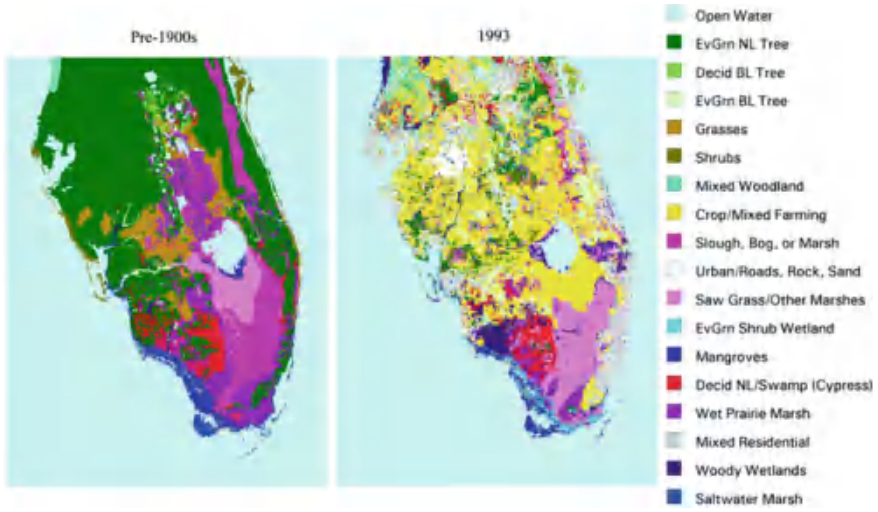 Pre-1900s
1993
Open Water
EvGrn NL Tree
Decid BL Tree
EvGrn BL Tree
Grasses
Shrubs
Mixed Woodland
Crop/Mixed Farming
Slough, Bog, or Marsh
Urban/Roads, Rock, Sand
Saw Grass/Other Marshes
EvGrn Shrub Wetland
Mangroves
Decid NL/Swamp (Cypress)
Wet Prairie Marsh
Mixed Residential
Woody Wetlands
Saltwater Marsh